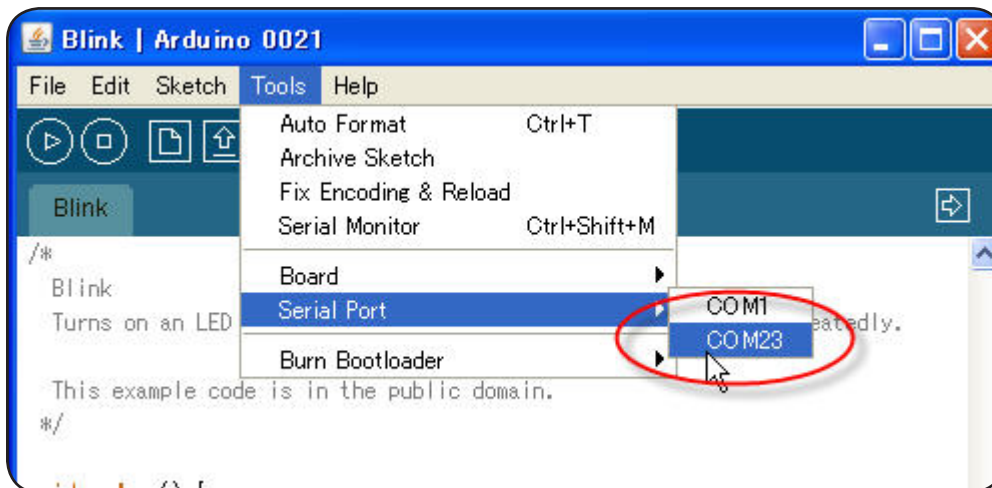 Blink | Arduino 0021
File Edit Sketch Tools Help
Auto Format Ctrl+T
Archive Sketch
Fix Encoding & Reload
Serial Monitor Ctrl+Shift+M
Board
Serial Port
Burn Bootloader
COM1
COM23
Blink
/*
Blink
Turns on an LED eatedly.
This example code is in the public domain.
*/